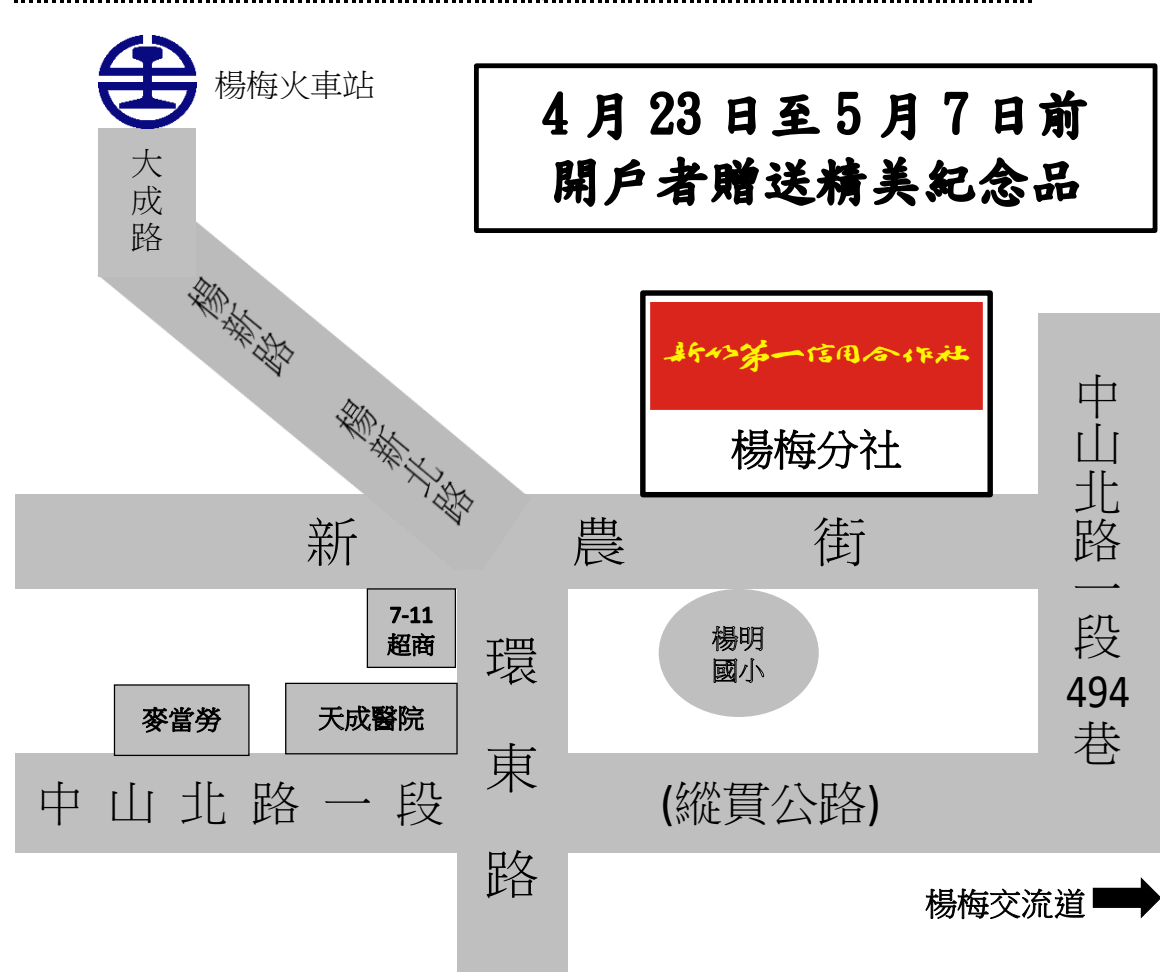 楊梅火車站
4月23日至5月7日前
開戶者贈送精美紀念品
大成路
楊新路
楊新北路
新竹第一信用合作社
楊梅分社
中山北路一段494巷
新農街
7-11
超商
環東路
楊明
國小
麥當勞
天成醫院
中山北路一段
(縱貫公路)
楊梅交流道